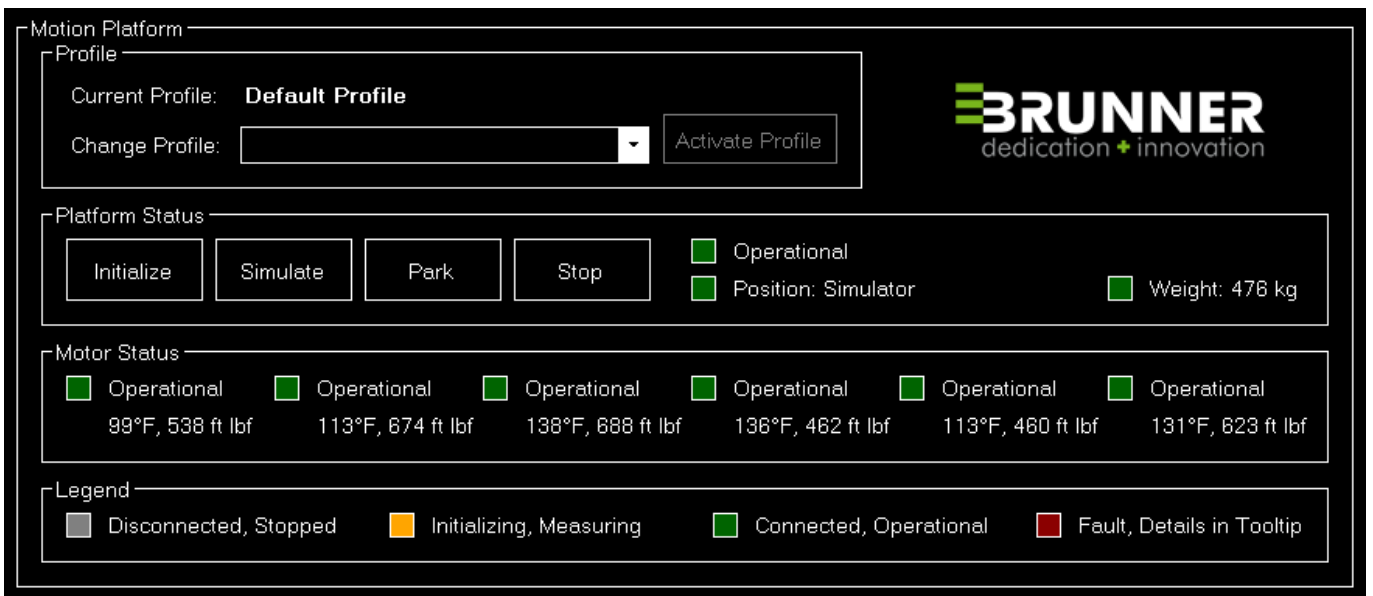 Motion Platform
Profile
Current Profile: Default Profile
Change Profile: Activate Profile
BRUNNER
dedication + innovation
Platform Status
Initialize Simulate Park Stop
Operational
Position: Simulator Weight: 476 kg
Motor Status
Operational Operational Operational Operational Operational Operational
99°F, 538 ft lbf 113°F, 674 ft lbf 138°F, 688 ft lbf 136°F, 462 ft lbf 113°F, 460 ft lbf 131°F, 623 ft lbf
Legend
Disconnected, Stopped Initializing, Measuring Connected, Operational Fault, Details in Tooltip